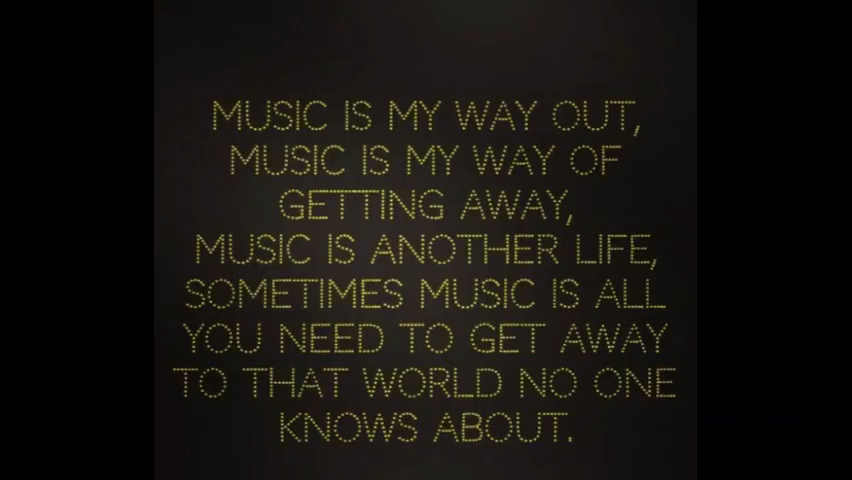 MUSIC IS MY WAY OUT,
MUSIC IS MY WAY OF
GETTING AWAY,
MUSIC IS ANOTHER LIFE,
SOMETIMES MUSIC IS ALL
YOU NEED TO GET AWAY
TO THAT WORLD NO ONE
KNOWS ABOUT.